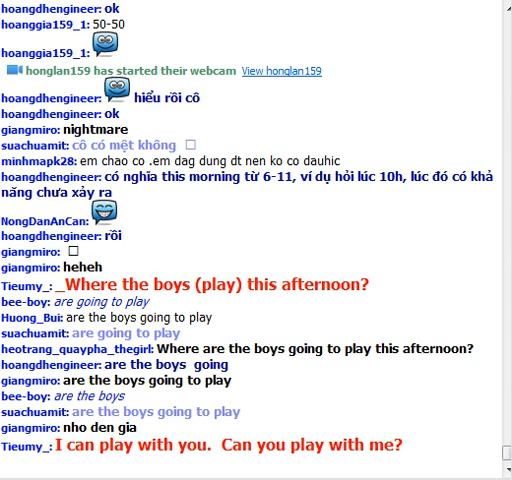 hoangdhengineer: ok
hoanggia159_1: 50-50
hoanggia159_1:
honglan159 has started their webcam View honglan159
hoangdhengineer: hiểu rồi cô
hoangdhengineer: ok
giangmiro: nightmare
suachuamit: cô có mệt không
minhmapk28: em chao co .em dag dung dt nen ko co dauhic
hoangdhengineer: có nghĩa this morning từ 6-11, ví dụ hỏi lúc 10h, lúc đó có khả
năng chưa xảy ra
NongDanAnCan:
hoangdhengineer: rồi
giangmiro:
giangmiro: heheh
Tieumy_: _Where the boys (play) this afternoon?
bee-boy: are going to play
Huong_Bui: are the boys going to play
suachuamit: are going to play
heotrang_quaypha_thegirl: Where are the boys going to play this afternoon?
hoangdhengineer: are the boys  going
giangmiro: are the boys going to play
bee-boy: are the boys
suachuamit: are the boys going to play
giangmiro: nho den gia
Tieumy_: I can play with you.  Can you play with me?